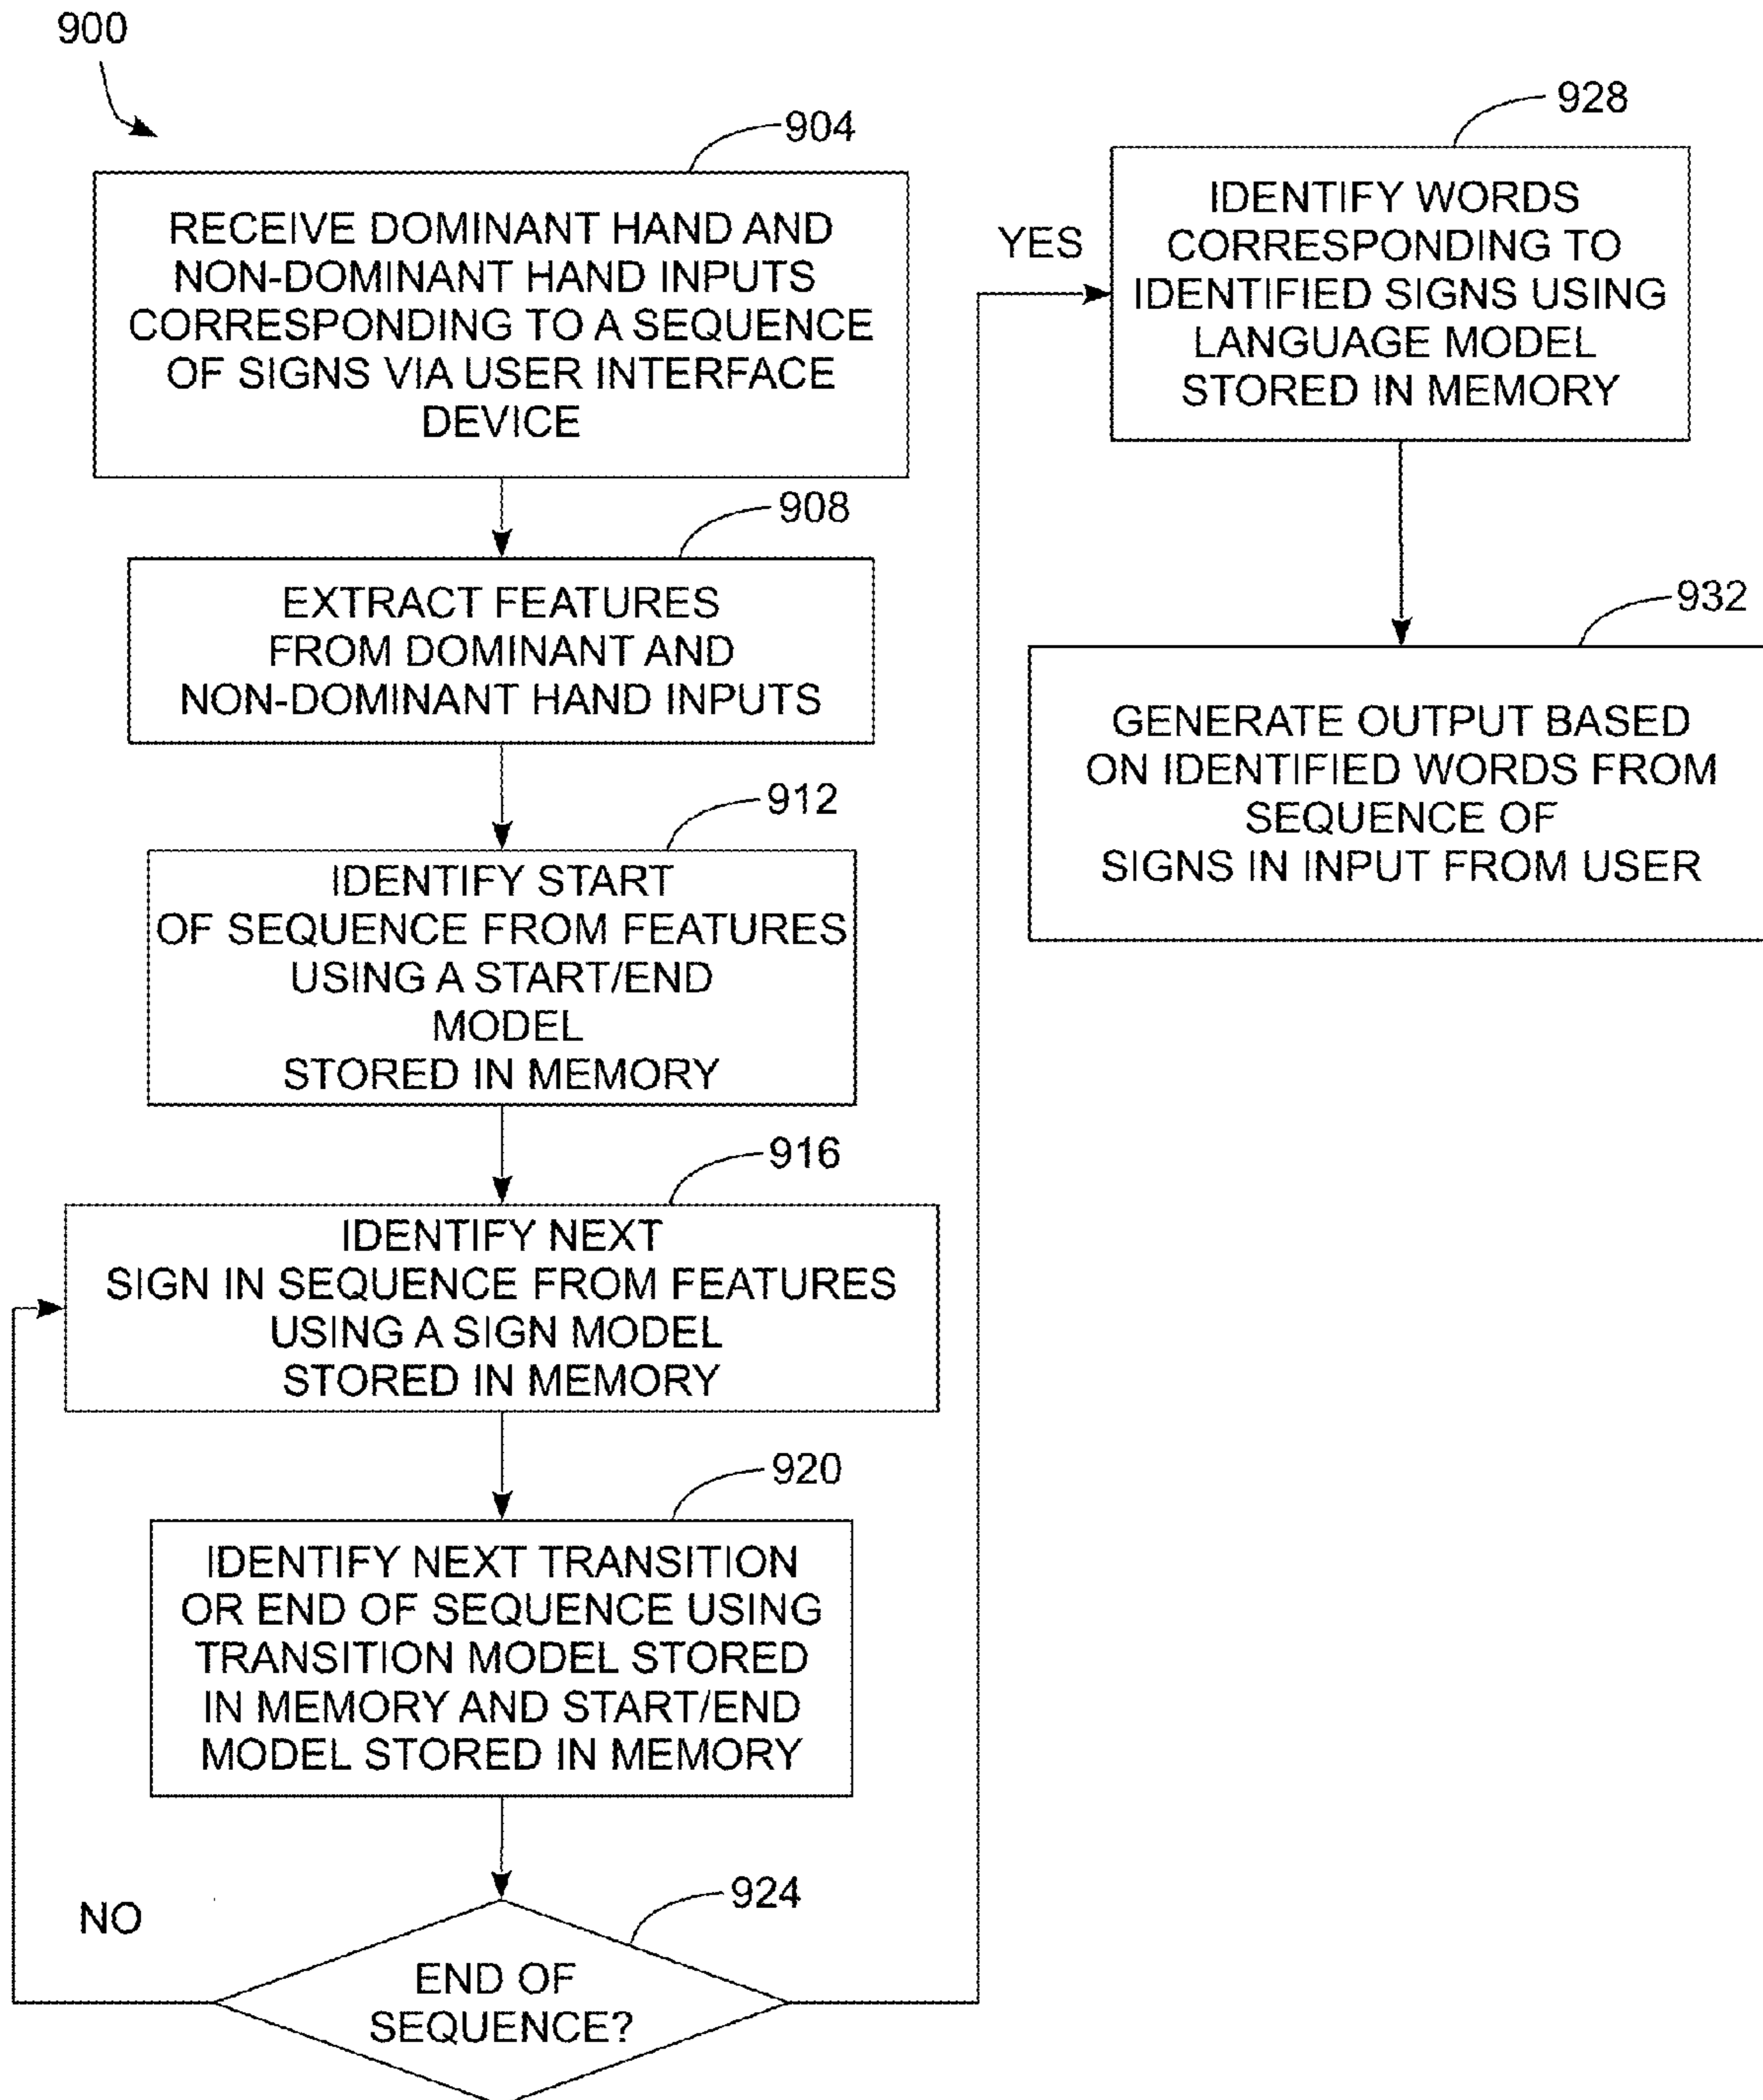 900
904
RECEIVE DOMINANT HAND AND
NON-DOMINANT HAND INPUTS
CORRESPONDING TO A SEQUENCE
OF SIGNS VIA USER INTERFACE
DEVICE
908
EXTRACT FEATURES
FROM DOMINANT AND
NON-DOMINANT HAND INPUTS
912
IDENTIFY START
OF SEQUENCE FROM FEATURES
USING A START/END
MODEL
STORED IN MEMORY
916
IDENTIFY NEXT
SIGN IN SEQUENCE FROM FEATURES
USING A SIGN MODEL
STORED IN MEMORY
920
IDENTIFY NEXT TRANSITION
OR END OF SEQUENCE USING
TRANSITION MODEL STORED
IN MEMORY AND START/END
MODEL STORED IN MEMORY
924
NO
END OF
SEQUENCE?
YES
928
IDENTIFY WORDS
CORRESPONDING TO
IDENTIFIED SIGNS USING
LANGUAGE MODEL
STORED IN MEMORY
932
GENERATE OUTPUT BASED
ON IDENTIFIED WORDS FROM
SEQUENCE OF
SIGNS IN INPUT FROM USER